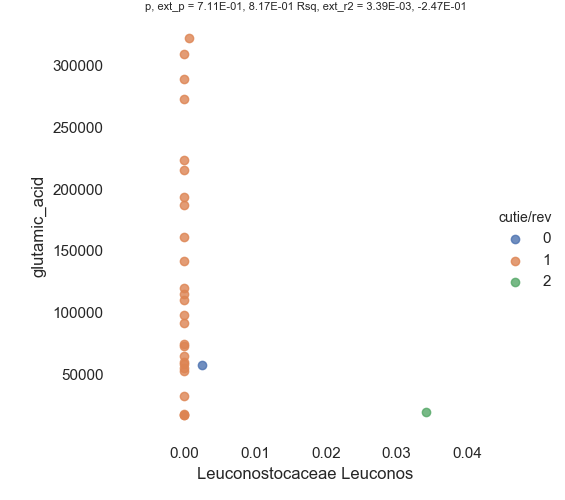 p, ext_p = 7.11E-01, 8.17E-01 Rsq, ext_r2 = 3.39E-03, -2.47E-01
300000
250000
200000
150000
100000
50000
glutamic_acid
cutie/rev
0
1
2
0.00 0.01 0.02 0.03 0.04
Leuconostocaceae Leuconos